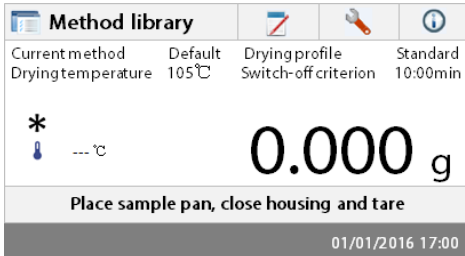 Method library
Current method Default Drying profile Standard
Drying temperature 105℃ Switch-off criterion 10:00min
* --- ℃ 0.000 g
Place sample pan, close housing and tare
01/01/2016 17:00